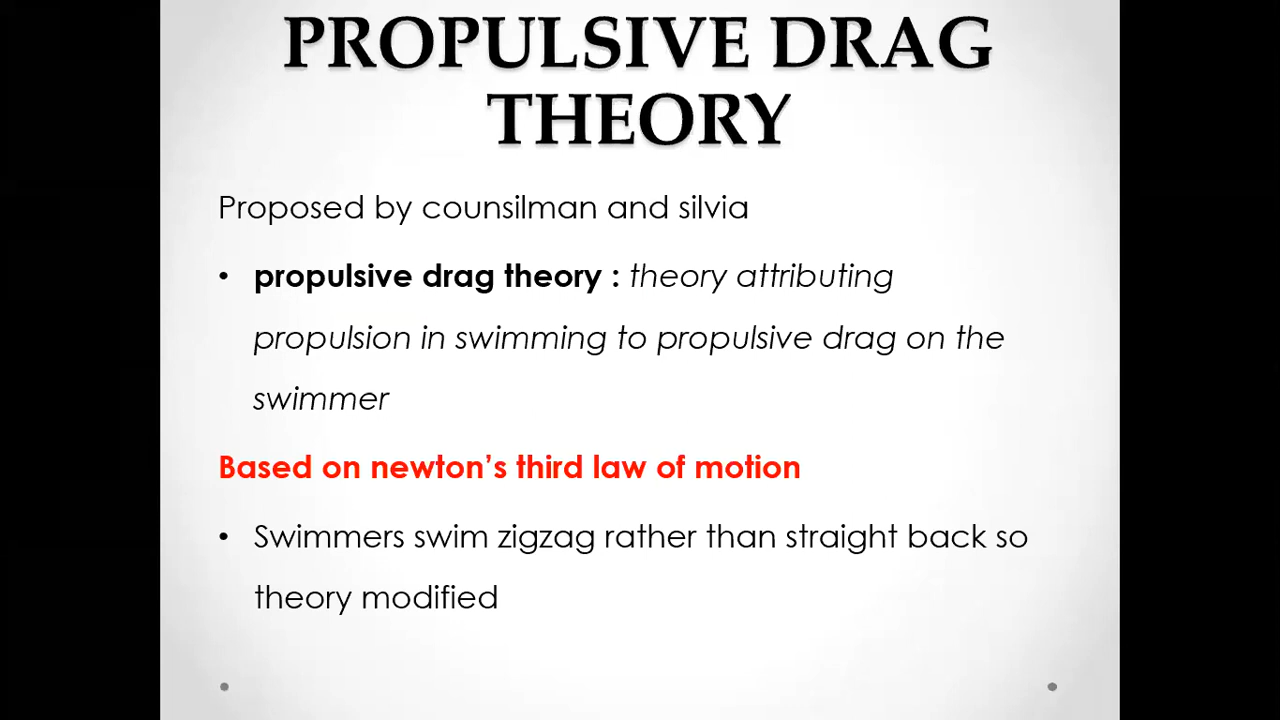 PROPULSIVE DRAG
THEORY
Proposed by counsilman and silvia
• propulsive drag theory : theory attributing
propulsion in swimming to propulsive drag on the
swimmer
Based on newton’s third law of motion
• Swimmers swim zigzag rather than straight back so
theory modified